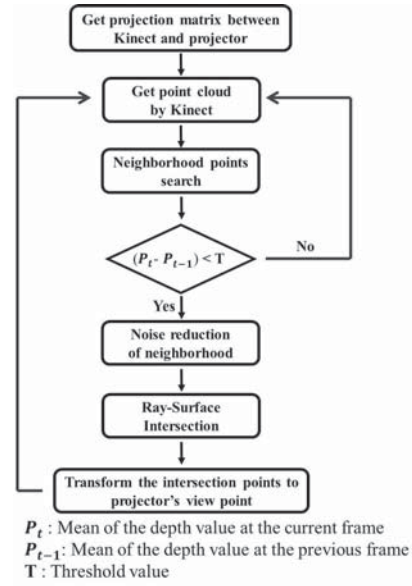 Get projection matrix between
Kinect and projector
Get point cloud
by Kinect
Neighborhood points
search
(Pₜ- Pₜ₋₁) < T
No
Yes
Noise reduction
of neighborhood
Ray-Surface
Intersection
Transform the intersection points to
projector's view point
Pₜ : Mean of the depth value at the current frame
Pₜ₋₁: Mean of the depth value at the previous frame
T : Threshold value